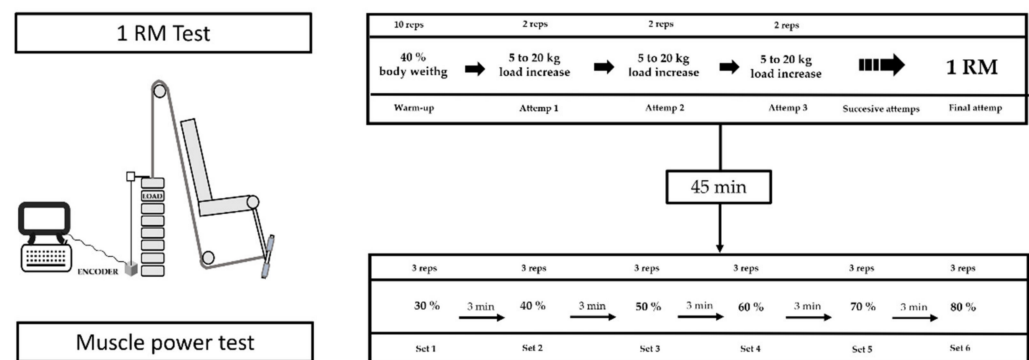 1 RM Test
10 reps 2 reps 2 reps 2 reps
40 % 5 to 20 kg 5 to 20 kg 5 to 20 kg 1 RM
body weithg load increase load increase load increase
Warm-up Attemp 1 Attemp 2 Attemp 3 Succesive attemps Final attemp
LOAD
ENCODER
45 min
Muscle power test
3 reps 3 reps 3 reps 3 reps 3 reps 3 reps
30 % 3 min 40 % 3 min 50 % 3 min 60 % 3 min 70 % 3 min 80 %
Set 1 Set 2 Set 3 Set 4 Set 5 Set 6